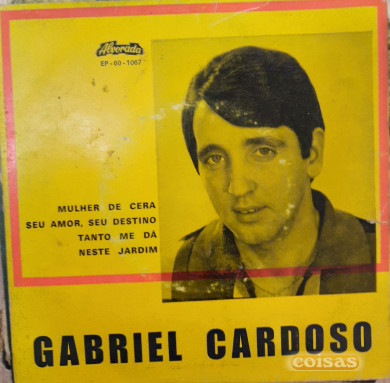 Alvorada
EP-60-1067
MULHER DE CERA
SEU AMOR, SEU DESTINO
TANTO ME DÁ
NESTE JARDIM
GABRIEL CARDOSO
coisas